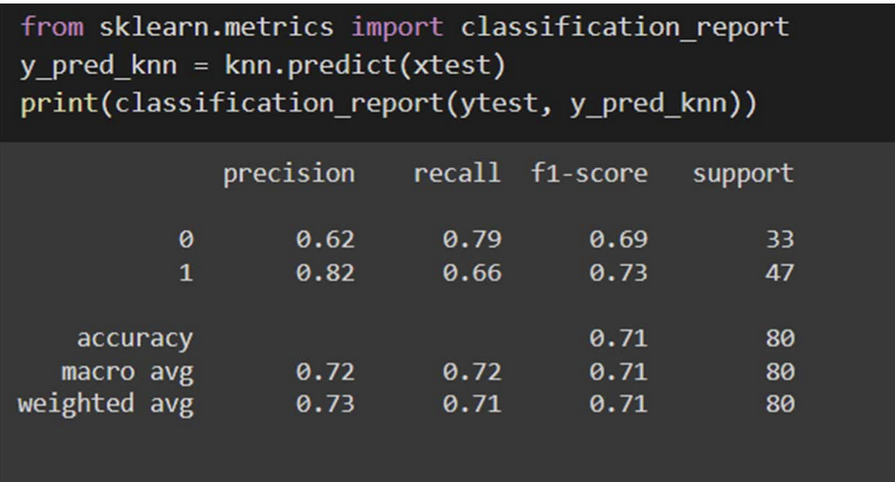 from sklearn.metrics import classification_report
y_pred_knn = knn.predict(xtest)
print(classification_report(ytest, y_pred_knn))
precision recall f1-score support
0 0.62 0.79 0.69 33
1 0.82 0.66 0.73 47
accuracy 0.71 80
macro avg 0.72 0.72 0.71 80
weighted avg 0.73 0.71 0.71 80